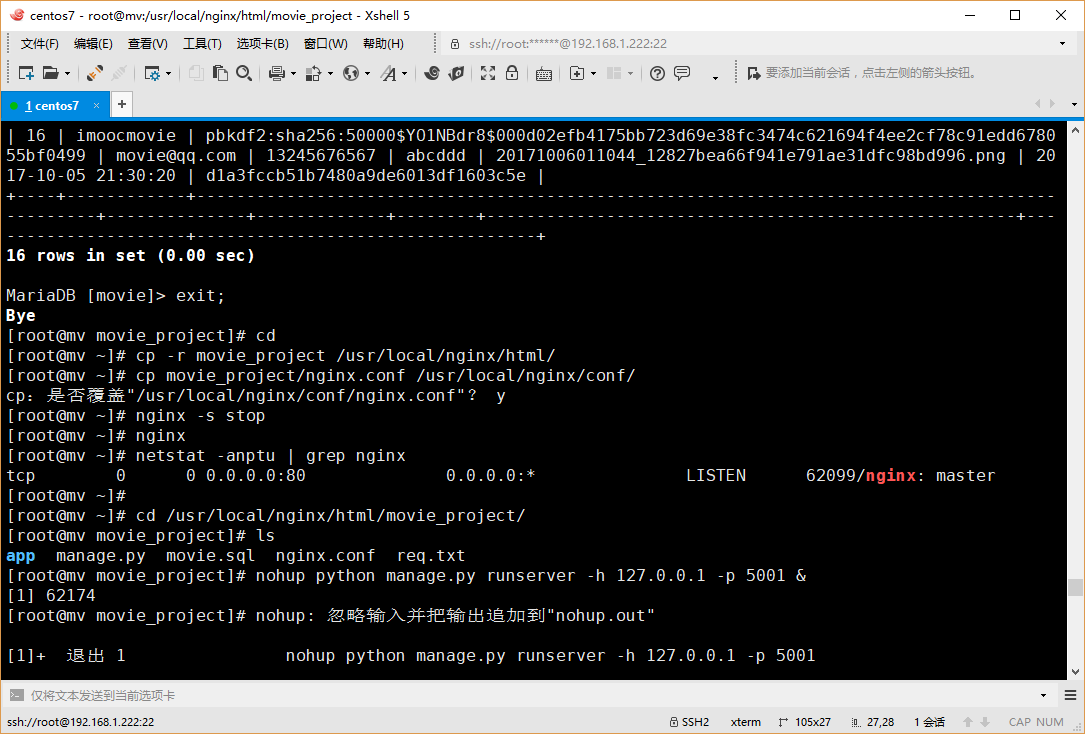 centos7 - root@mv:/usr/local/nginx/html/movie_project - Xshell 5
文件(F) 编辑(E) 查看(V) 工具(T) 选项卡(B) 窗口(W) 帮助(H) ssh://root:******@192.168.1.222:22
要添加当前会话，点击左侧的箭头按钮。
1 centos7 × +
| 16 | imoocmovie | pbkdf2:sha256:50000$YO1NBdr8$000d02efb4175bb723d69e38fc3474c621694f4ee2cf78c91edd6780
55bf0499 | movie@qq.com | 13245676567 | abcddd | 20171006011044_12827bea66f941e791ae31dfc98bd996.png | 20
17-10-05 21:30:20 | d1a3fccb51b7480a9de6013df1603c5e |
+----+------------+--------------------------------------------------------------------------------------
---------+--------------+-------------+--------+------------------------------------------------------+---
------------------+----------------------------------+
16 rows in set (0.00 sec)
MariaDB [movie]> exit;
Bye
[root@mv movie_project]# cd
[root@mv ~]# cp -r movie_project /usr/local/nginx/html/
[root@mv ~]# cp movie_project/nginx.conf /usr/local/nginx/conf/
cp：是否覆盖"/usr/local/nginx/conf/nginx.conf"？ y
[root@mv ~]# nginx -s stop
[root@mv ~]# nginx
[root@mv ~]# netstat -anptu | grep nginx
tcp        0      0 0.0.0.0:80              0.0.0.0:*               LISTEN      62099/nginx: master
[root@mv ~]#
[root@mv ~]# cd /usr/local/nginx/html/movie_project/
[root@mv movie_project]# ls
app  manage.py  movie.sql  nginx.conf  req.txt
[root@mv movie_project]# nohup python manage.py runserver -h 127.0.0.1 -p 5001 &
[1] 62174
[root@mv movie_project]# nohup: 忽略输入并把输出追加到"nohup.out"
[1]+  退出 1                nohup python manage.py runserver -h 127.0.0.1 -p 5001
仅将文本发送到当前选项卡
ssh://root@192.168.1.222:22 SSH2 xterm 105x27 27,28 1 会话 CAP NUM